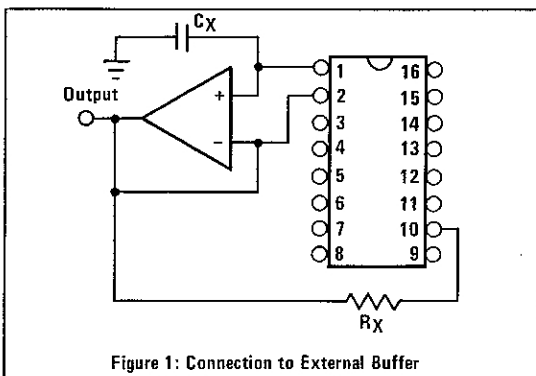 CX
Output
+
−
1 16
2 15
3 14
4 13
5 12
6 11
7 10
8 9
RX
Figure 1: Connection to External Buffer